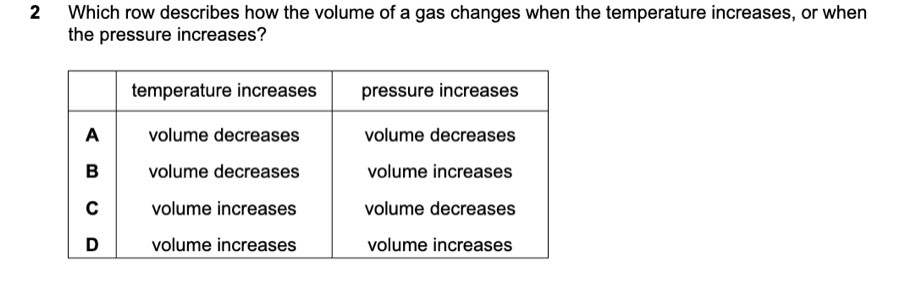 2 Which row describes how the volume of a gas changes when the temperature increases, or when
the pressure increases?
temperature increases pressure increases
A volume decreases volume decreases
B volume decreases volume increases
C volume increases volume decreases
D volume increases volume increases